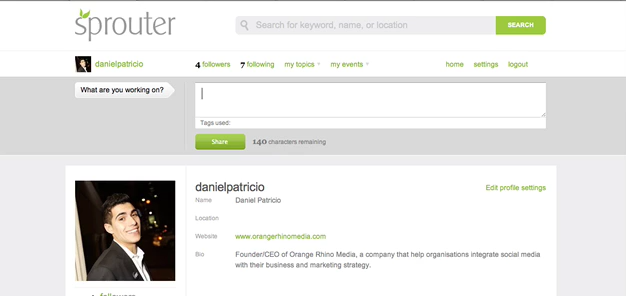 sprouter
Search for keyword, name, or location
SEARCH
danielpatricio
4 followers 7 following my topics my events
home settings logout
What are you working on?
Tags used:
Share 140 characters remaining
danielpatricio
Edit profile settings
Name Daniel Patricio
Location
Website www.orangerhinomedia.com
Bio Founder/CEO of Orange Rhino Media, a company that help organisations integrate social media
with their business and marketing strategy.
followers